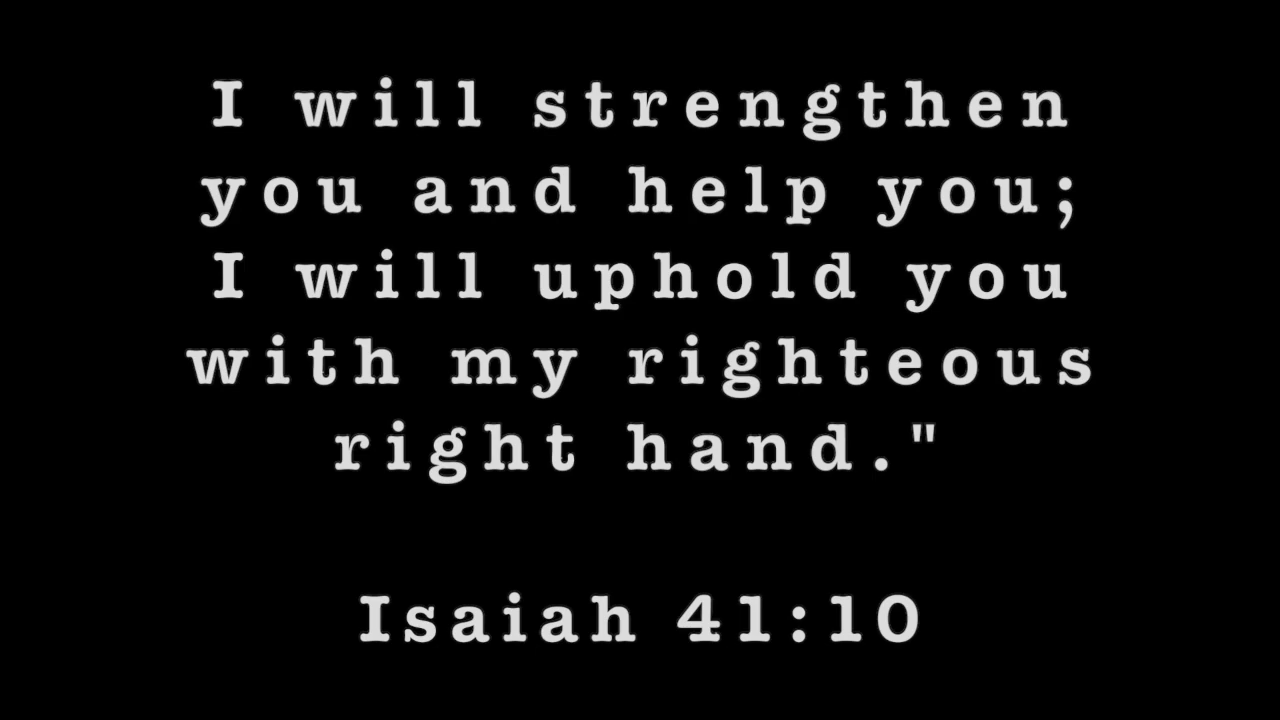 I will strengthen
you and help you;
I will uphold you
with my righteous
right hand."
Isaiah 41:10